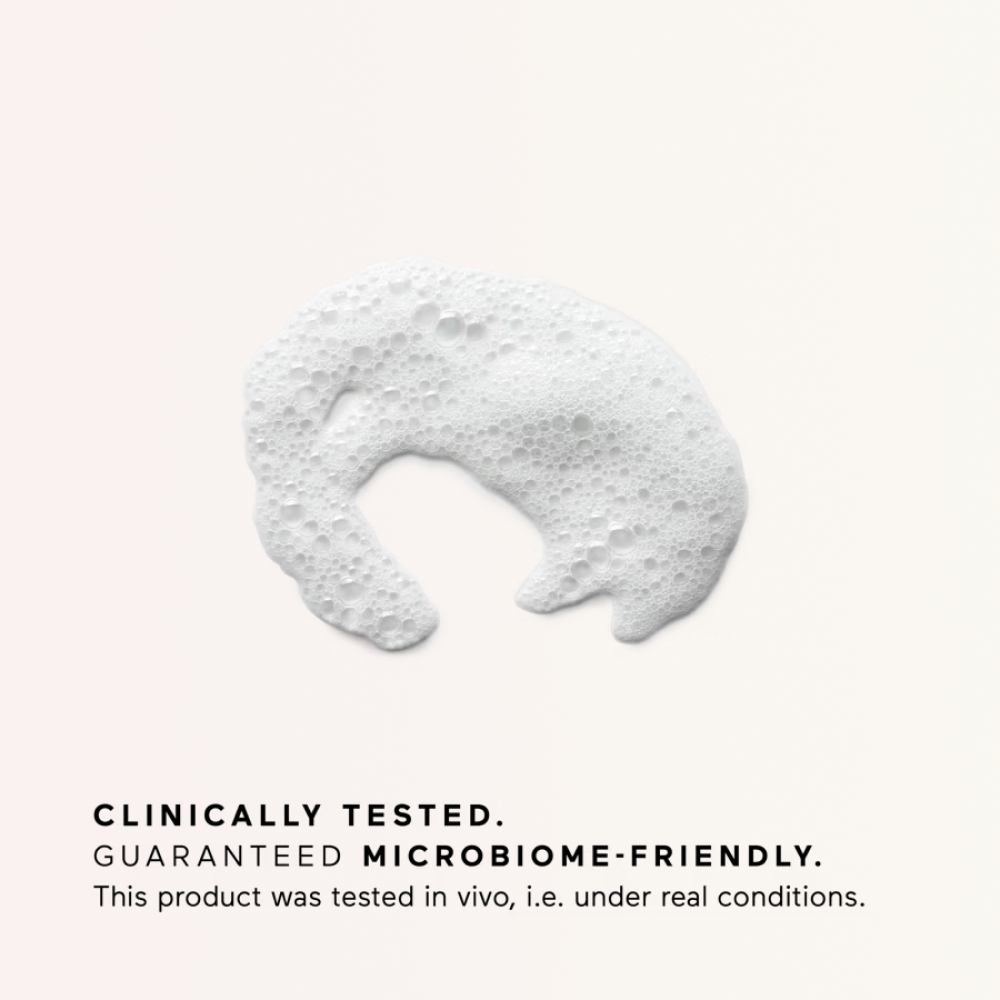 CLINICALLY TESTED.
GUARANTEED MICROBIOME-FRIENDLY.
This product was tested in vivo, i.e. under real conditions.